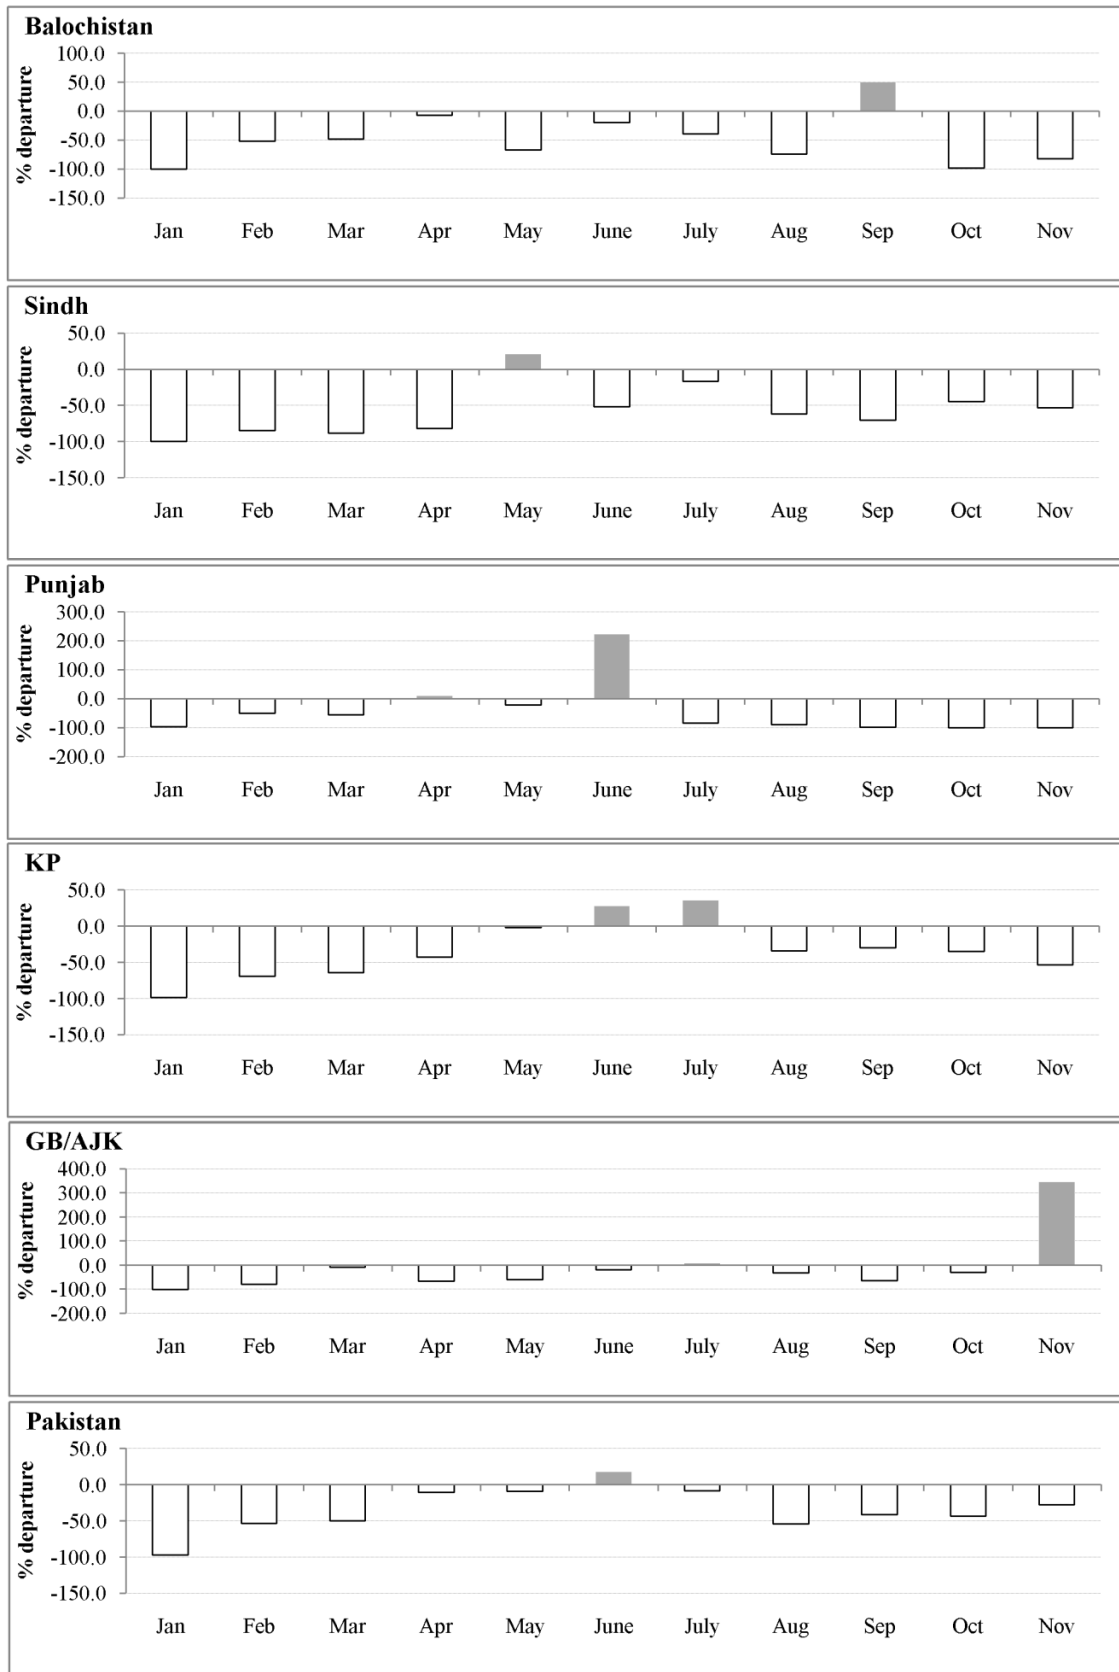 Balochistan
% departure
100.0
50.0
0.0
-50.0
-100.0
-150.0
Jan Feb Mar Apr May June July Aug Sep Oct Nov
Sindh
% departure
50.0
0.0
-50.0
-100.0
-150.0
Jan Feb Mar Apr May June July Aug Sep Oct Nov
Punjab
% departure
300.0
200.0
100.0
0.0
-100.0
-200.0
Jan Feb Mar Apr May June July Aug Sep Oct Nov
KP
% departure
50.0
0.0
-50.0
-100.0
-150.0
Jan Feb Mar Apr May June July Aug Sep Oct Nov
GB/AJK
% departure
400.0
300.0
200.0
100.0
0.0
-100.0
-200.0
Jan Feb Mar Apr May June July Aug Sep Oct Nov
Pakistan
% departure
50.0
0.0
-50.0
-100.0
-150.0
Jan Feb Mar Apr May June July Aug Sep Oct Nov